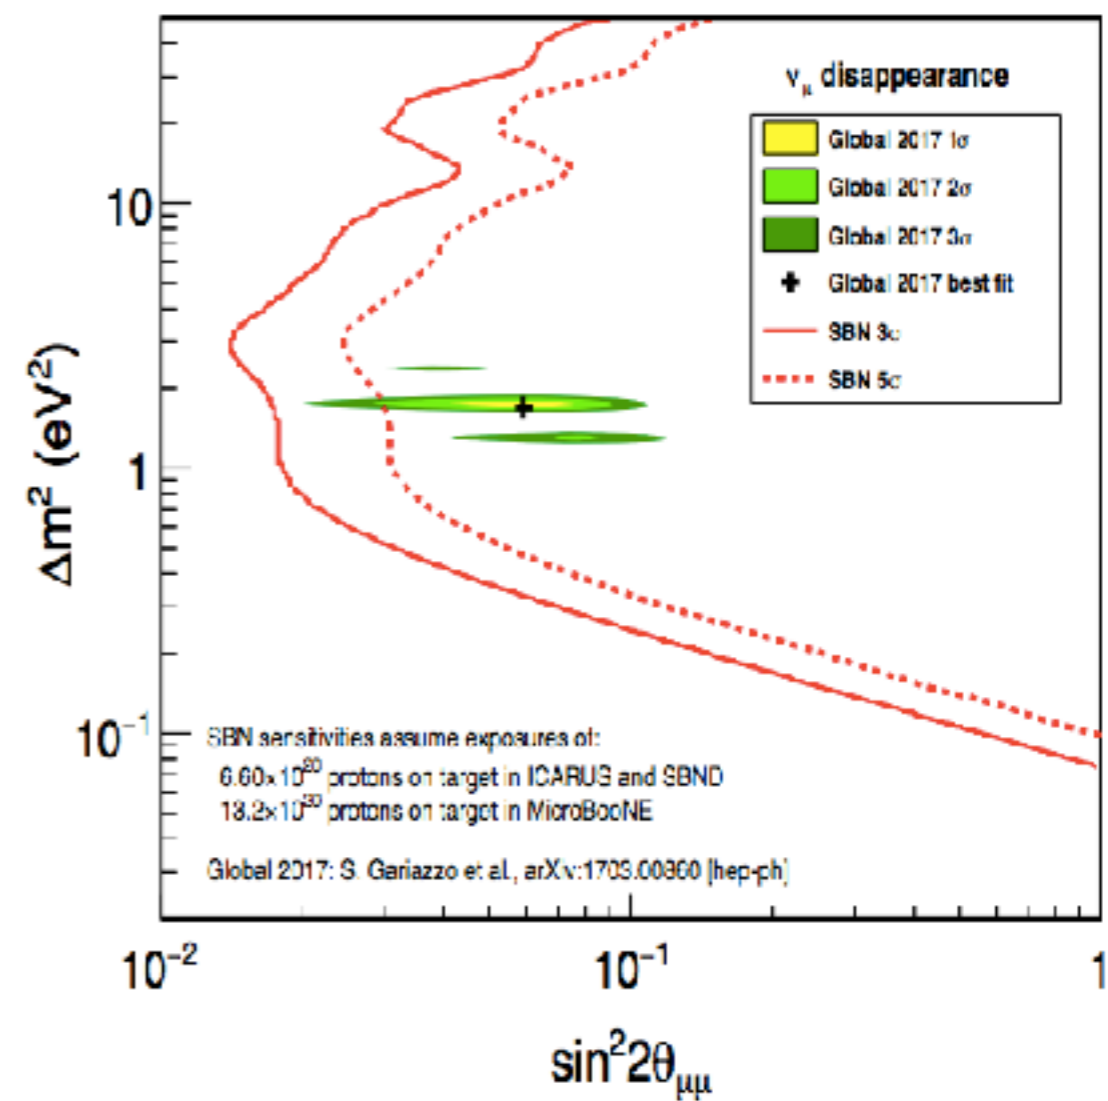 ν_μ disappearance
Global 2017 1σ
Global 2017 2σ
Global 2017 3σ
Global 2017 best fit
SBN 3σ
SBN 5σ
10
1
10⁻¹
Δm² (eV²)
SBN sensitivities assume exposures of:
6.60×10²⁰ protons on target in ICARUS and SBND
13.2×10²⁰ protons on target in MicroBooNE
Global 2017: S. Gariazzo et al., arXiv:1703.00860 [hep-ph]
10⁻² 10⁻¹ 1
sin²2θ_μμ